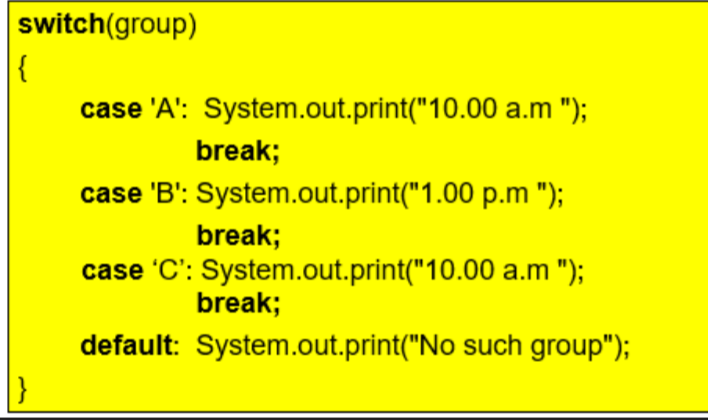 switch(group)
{
case 'A':  System.out.print("10.00 a.m ");
break;
case 'B': System.out.print("1.00 p.m ");
break;
case ‘C’: System.out.print("10.00 a.m ");
break;
default:  System.out.print("No such group");
}